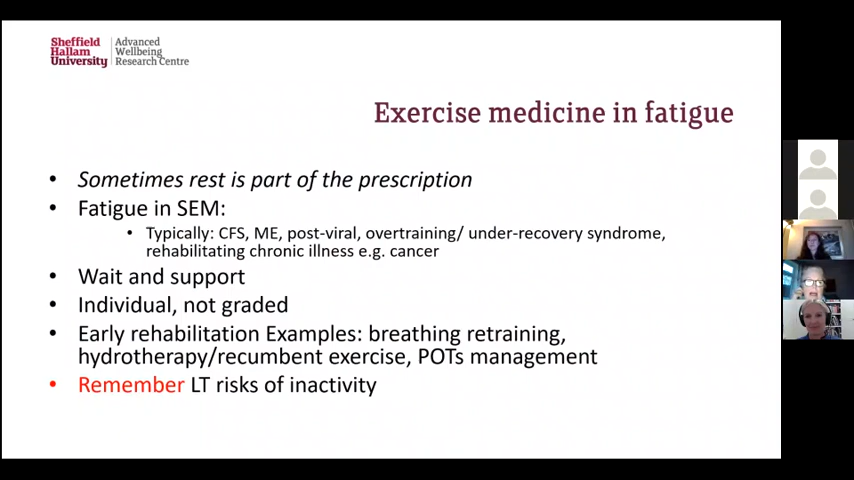 Sheffield
Hallam
University
Advanced
Wellbeing
Research Centre
Exercise medicine in fatigue
• Sometimes rest is part of the prescription
• Fatigue in SEM:
• Typically: CFS, ME, post-viral, overtraining/ under-recovery syndrome,
rehabilitating chronic illness e.g. cancer
• Wait and support
• Individual, not graded
• Early rehabilitation Examples: breathing retraining,
hydrotherapy/recumbent exercise, POTs management
• Remember LT risks of inactivity